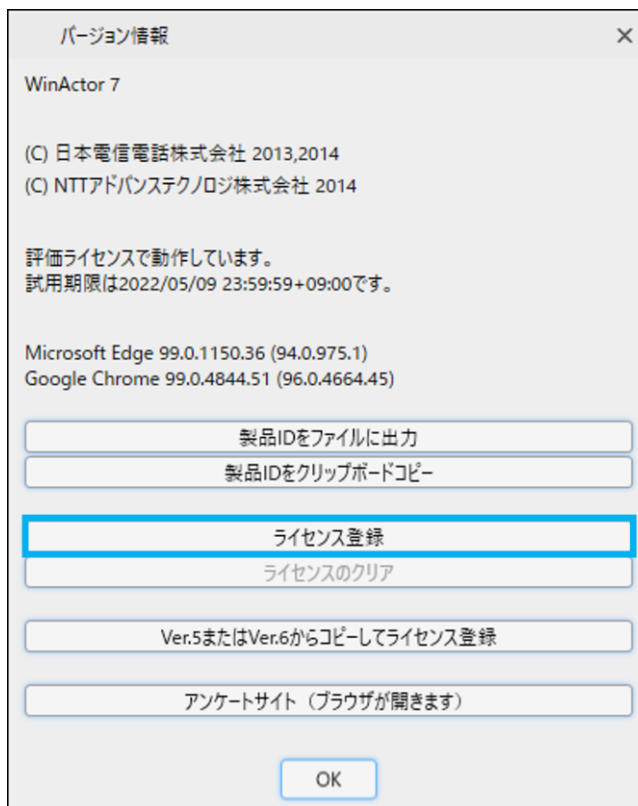 バージョン情報
WinActor 7
(C) 日本電信電話株式会社 2013,2014
(C) NTTアドバンステクノロジ株式会社 2014
評価ライセンスで動作しています。
試用期限は2022/05/09 23:59:59+09:00です。
Microsoft Edge 99.0.1150.36 (94.0.975.1)
Google Chrome 99.0.4844.51 (96.0.4664.45)
製品IDをファイルに出力
製品IDをクリップボードコピー
ライセンス登録
ライセンスのクリア
Ver.5またはVer.6からコピーしてライセンス登録
アンケートサイト（ブラウザが開きます）
OK